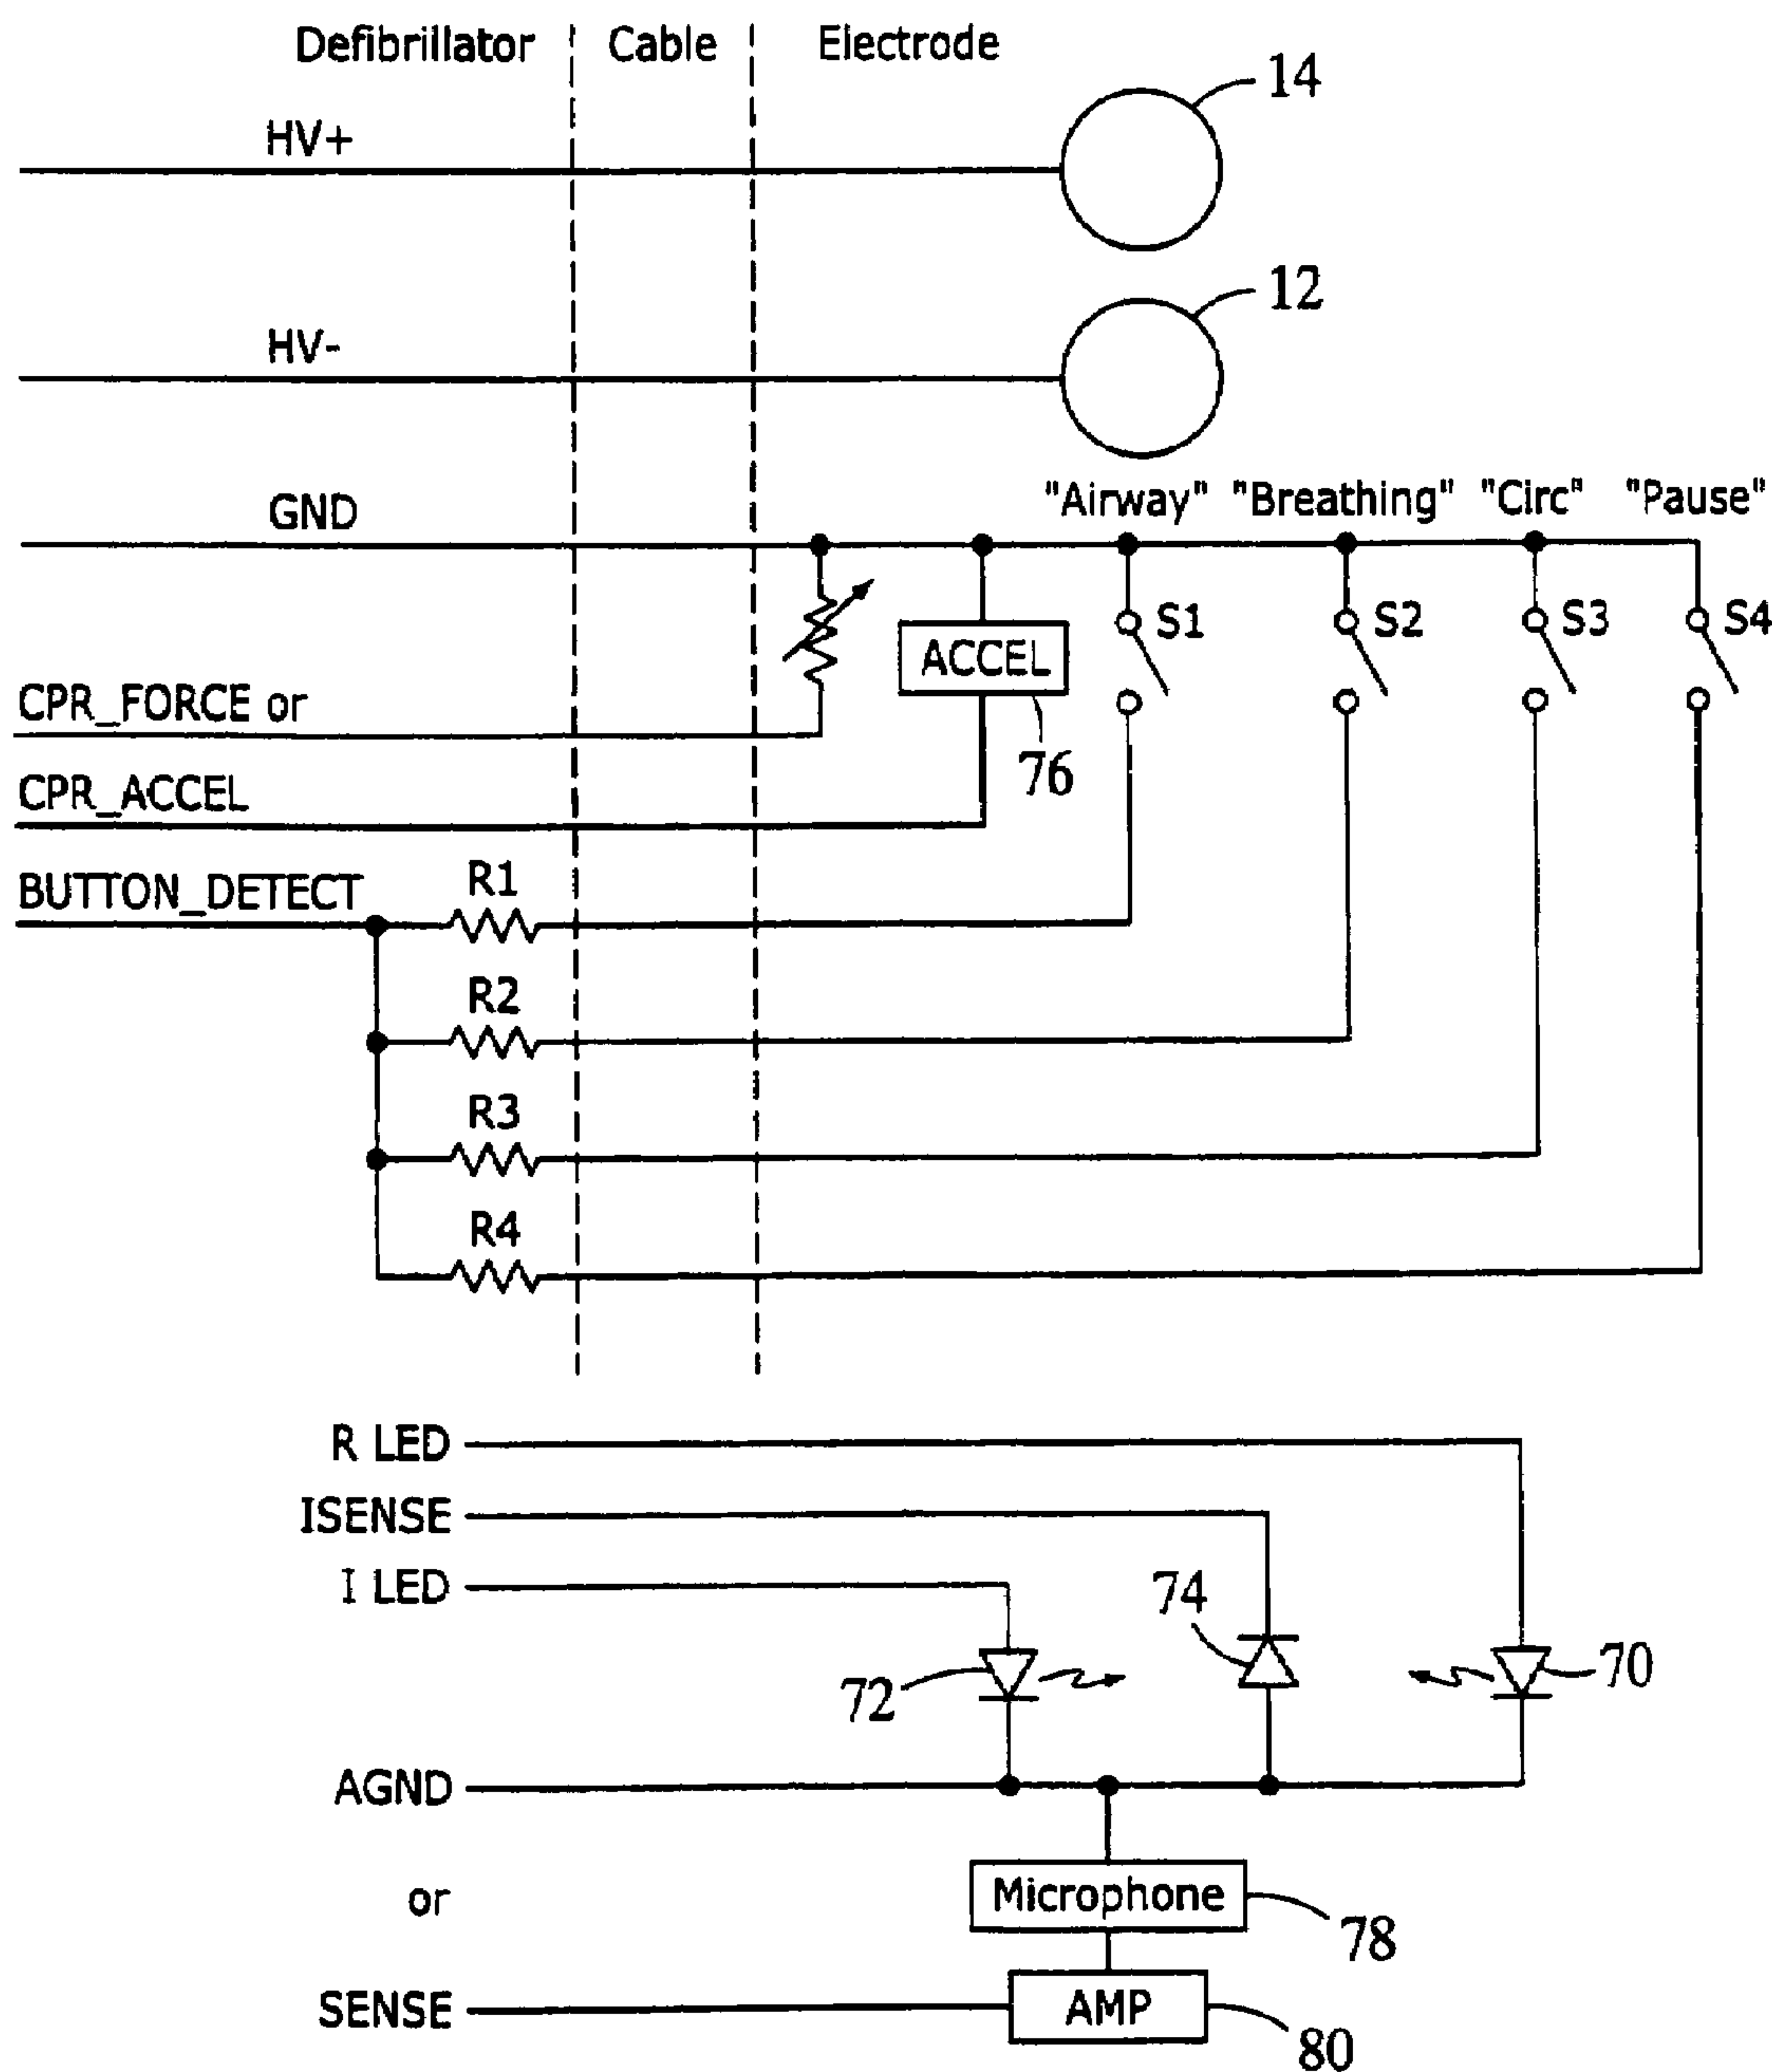 Defibrillator Cable Electrode
14
HV+
12
HV-
"Airway" "Breathing" "Circ" "Pause"
GND
S1 S2 S3 S4
ACCEL
CPR_FORCE or
76
CPR_ACCEL
BUTTON_DETECT
R1
R2
R3
R4
R LED
ISENSE
I LED
74
72
70
AGND
Microphone
or
78
SENSE
AMP
80